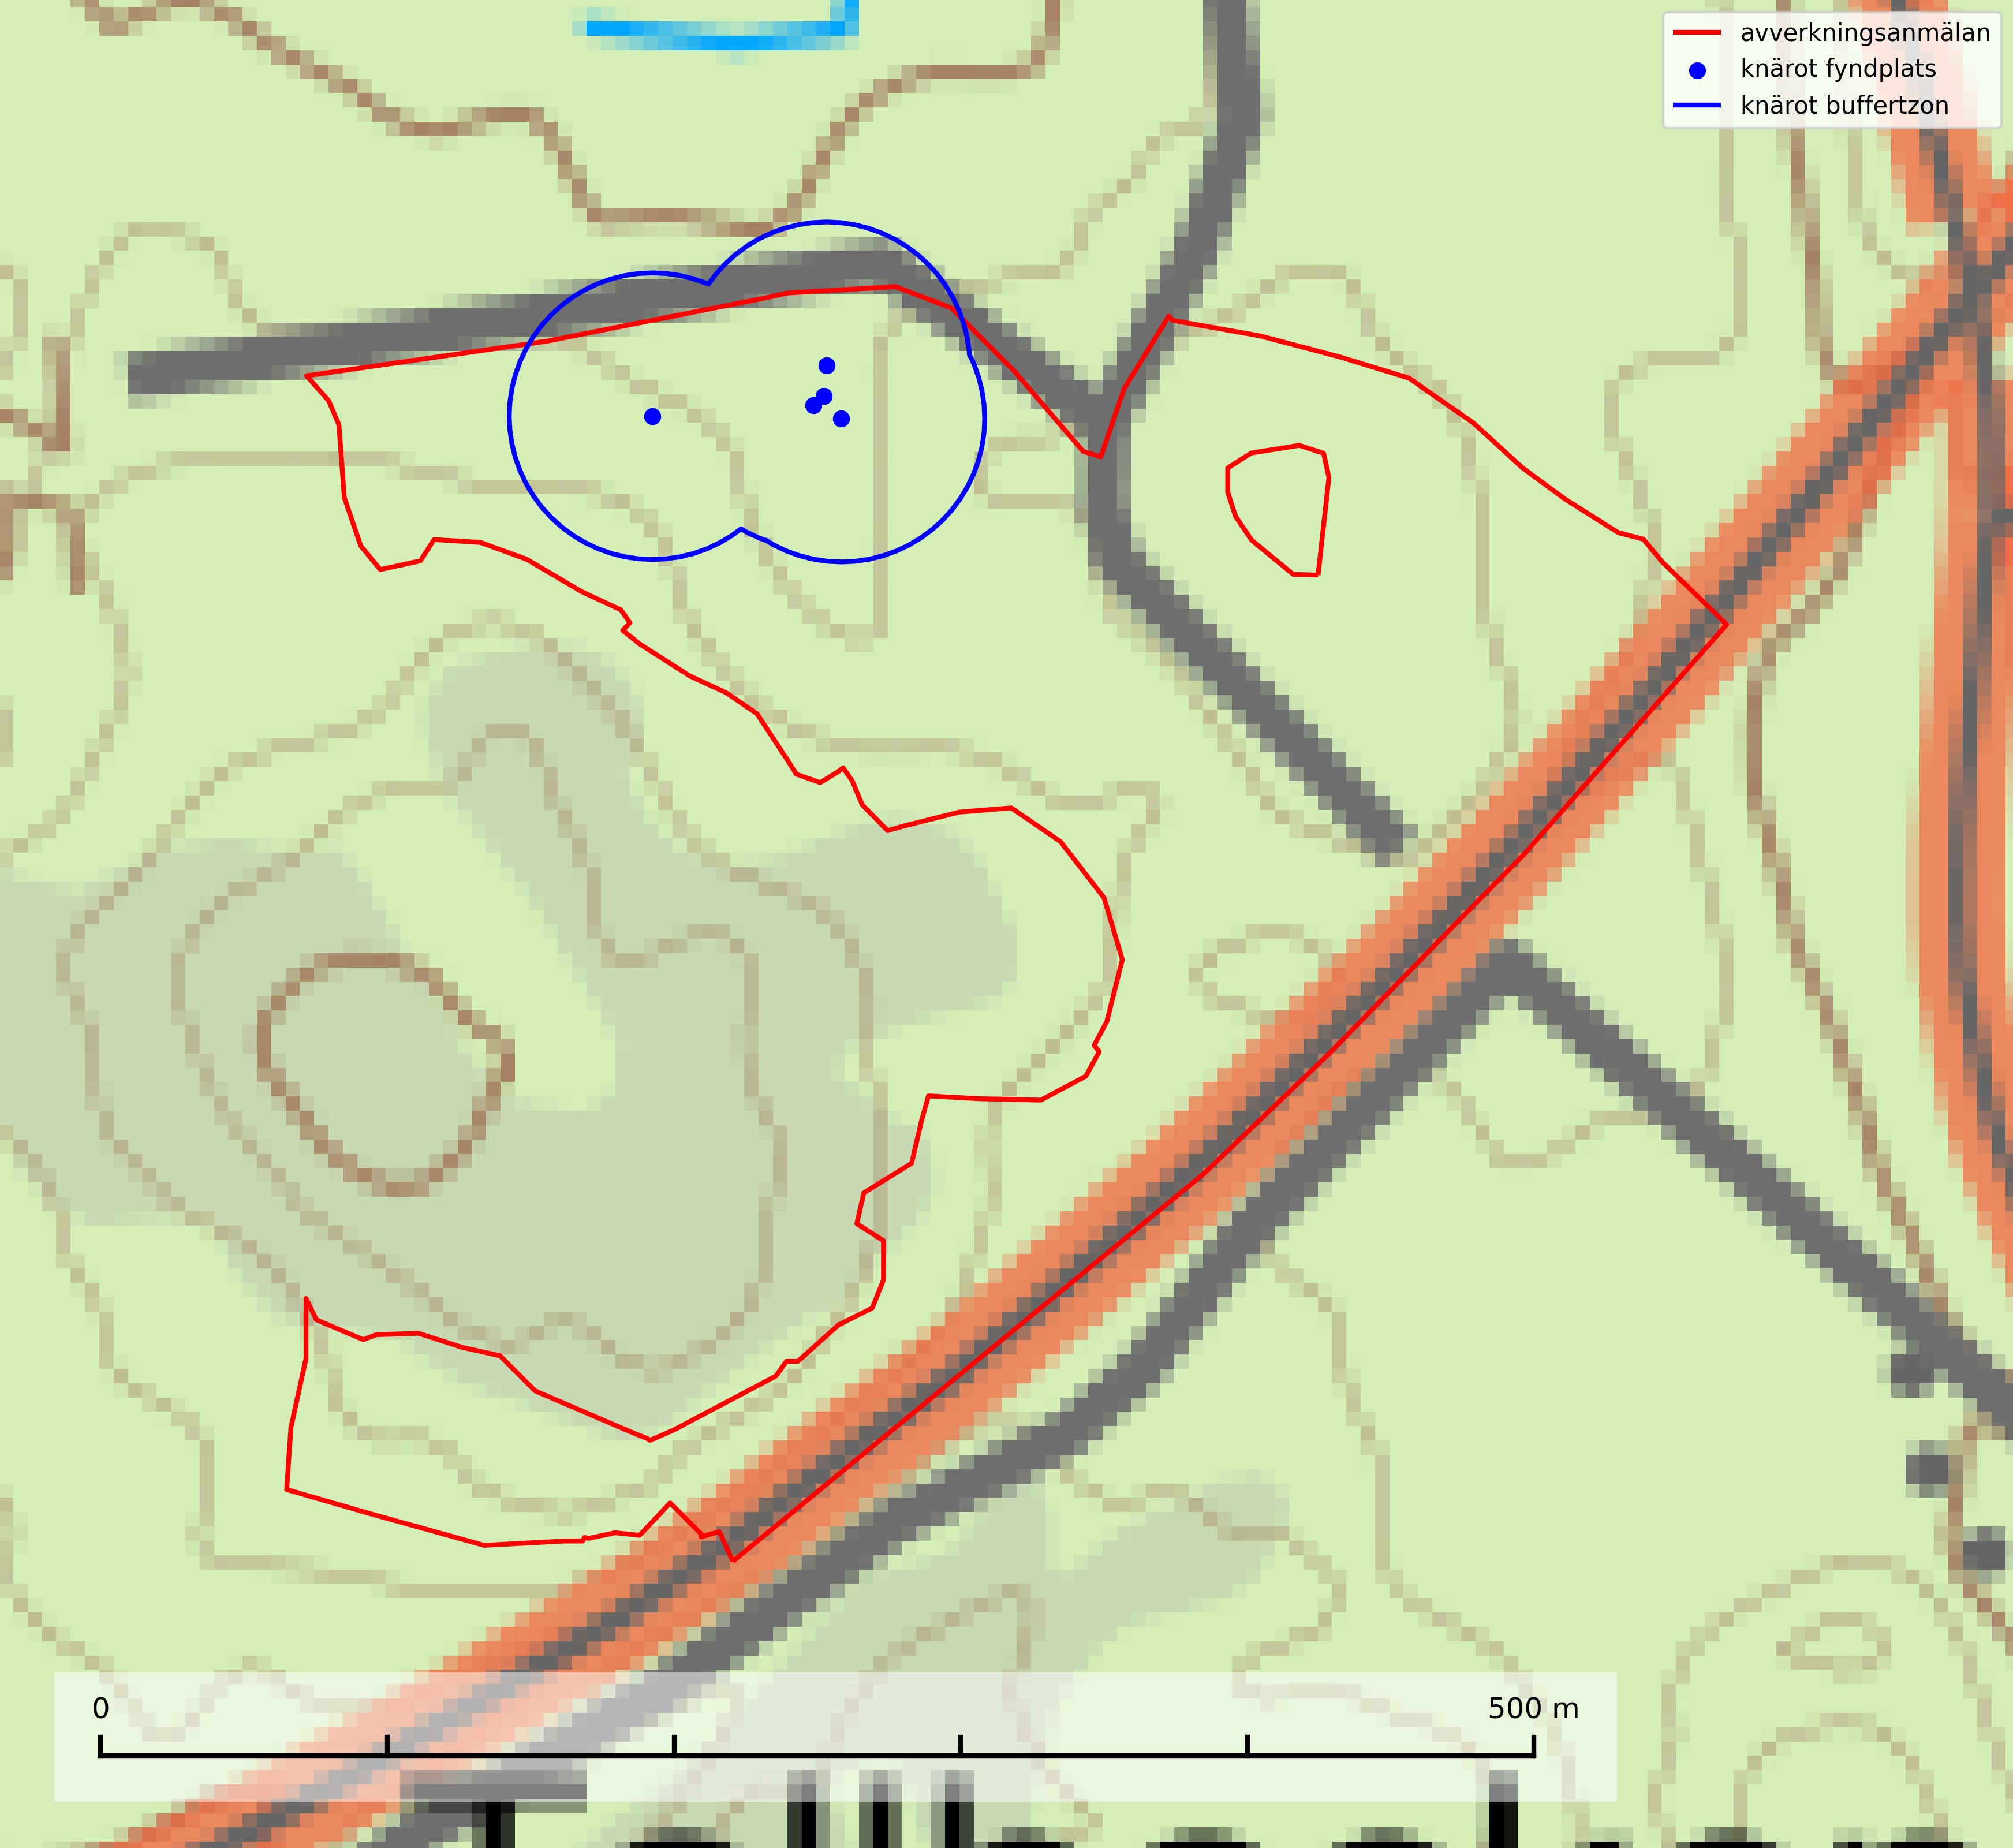 avverkningsanmälan
knärot fyndplats
knärot buffertzon
0 500 m